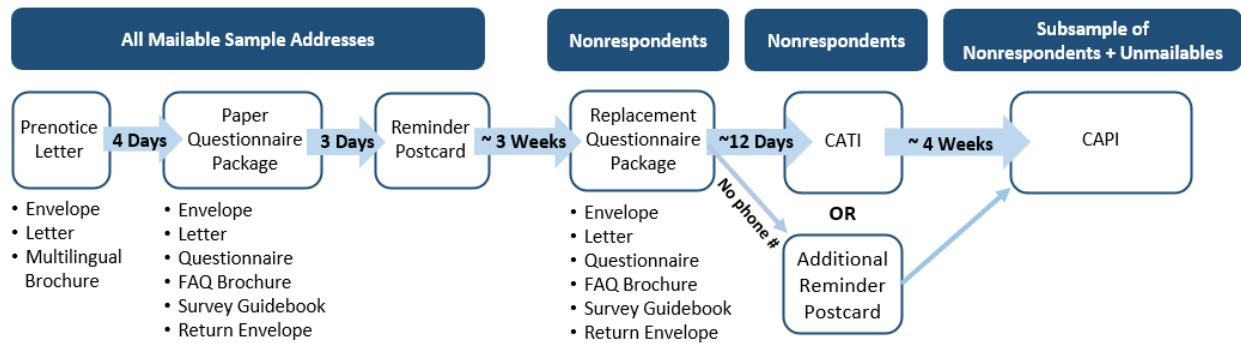 All Mailable Sample Addresses
Nonrespondents
Nonrespondents
Subsample of
Nonrespondents + Unmailables
Prenotice
Letter
4 Days
Paper
Questionnaire
Package
3 Days
Reminder
Postcard
~ 3 Weeks
Replacement
Questionnaire
Package
~12 Days
CATI
~ 4 Weeks
CAPI
• Envelope
• Letter
• Multilingual
Brochure
• Envelope
• Letter
• Questionnaire
• FAQ Brochure
• Survey Guidebook
• Return Envelope
• Envelope
• Letter
• Questionnaire
• FAQ Brochure
• Survey Guidebook
• Return Envelope
No phone #
OR
Additional
Reminder
Postcard